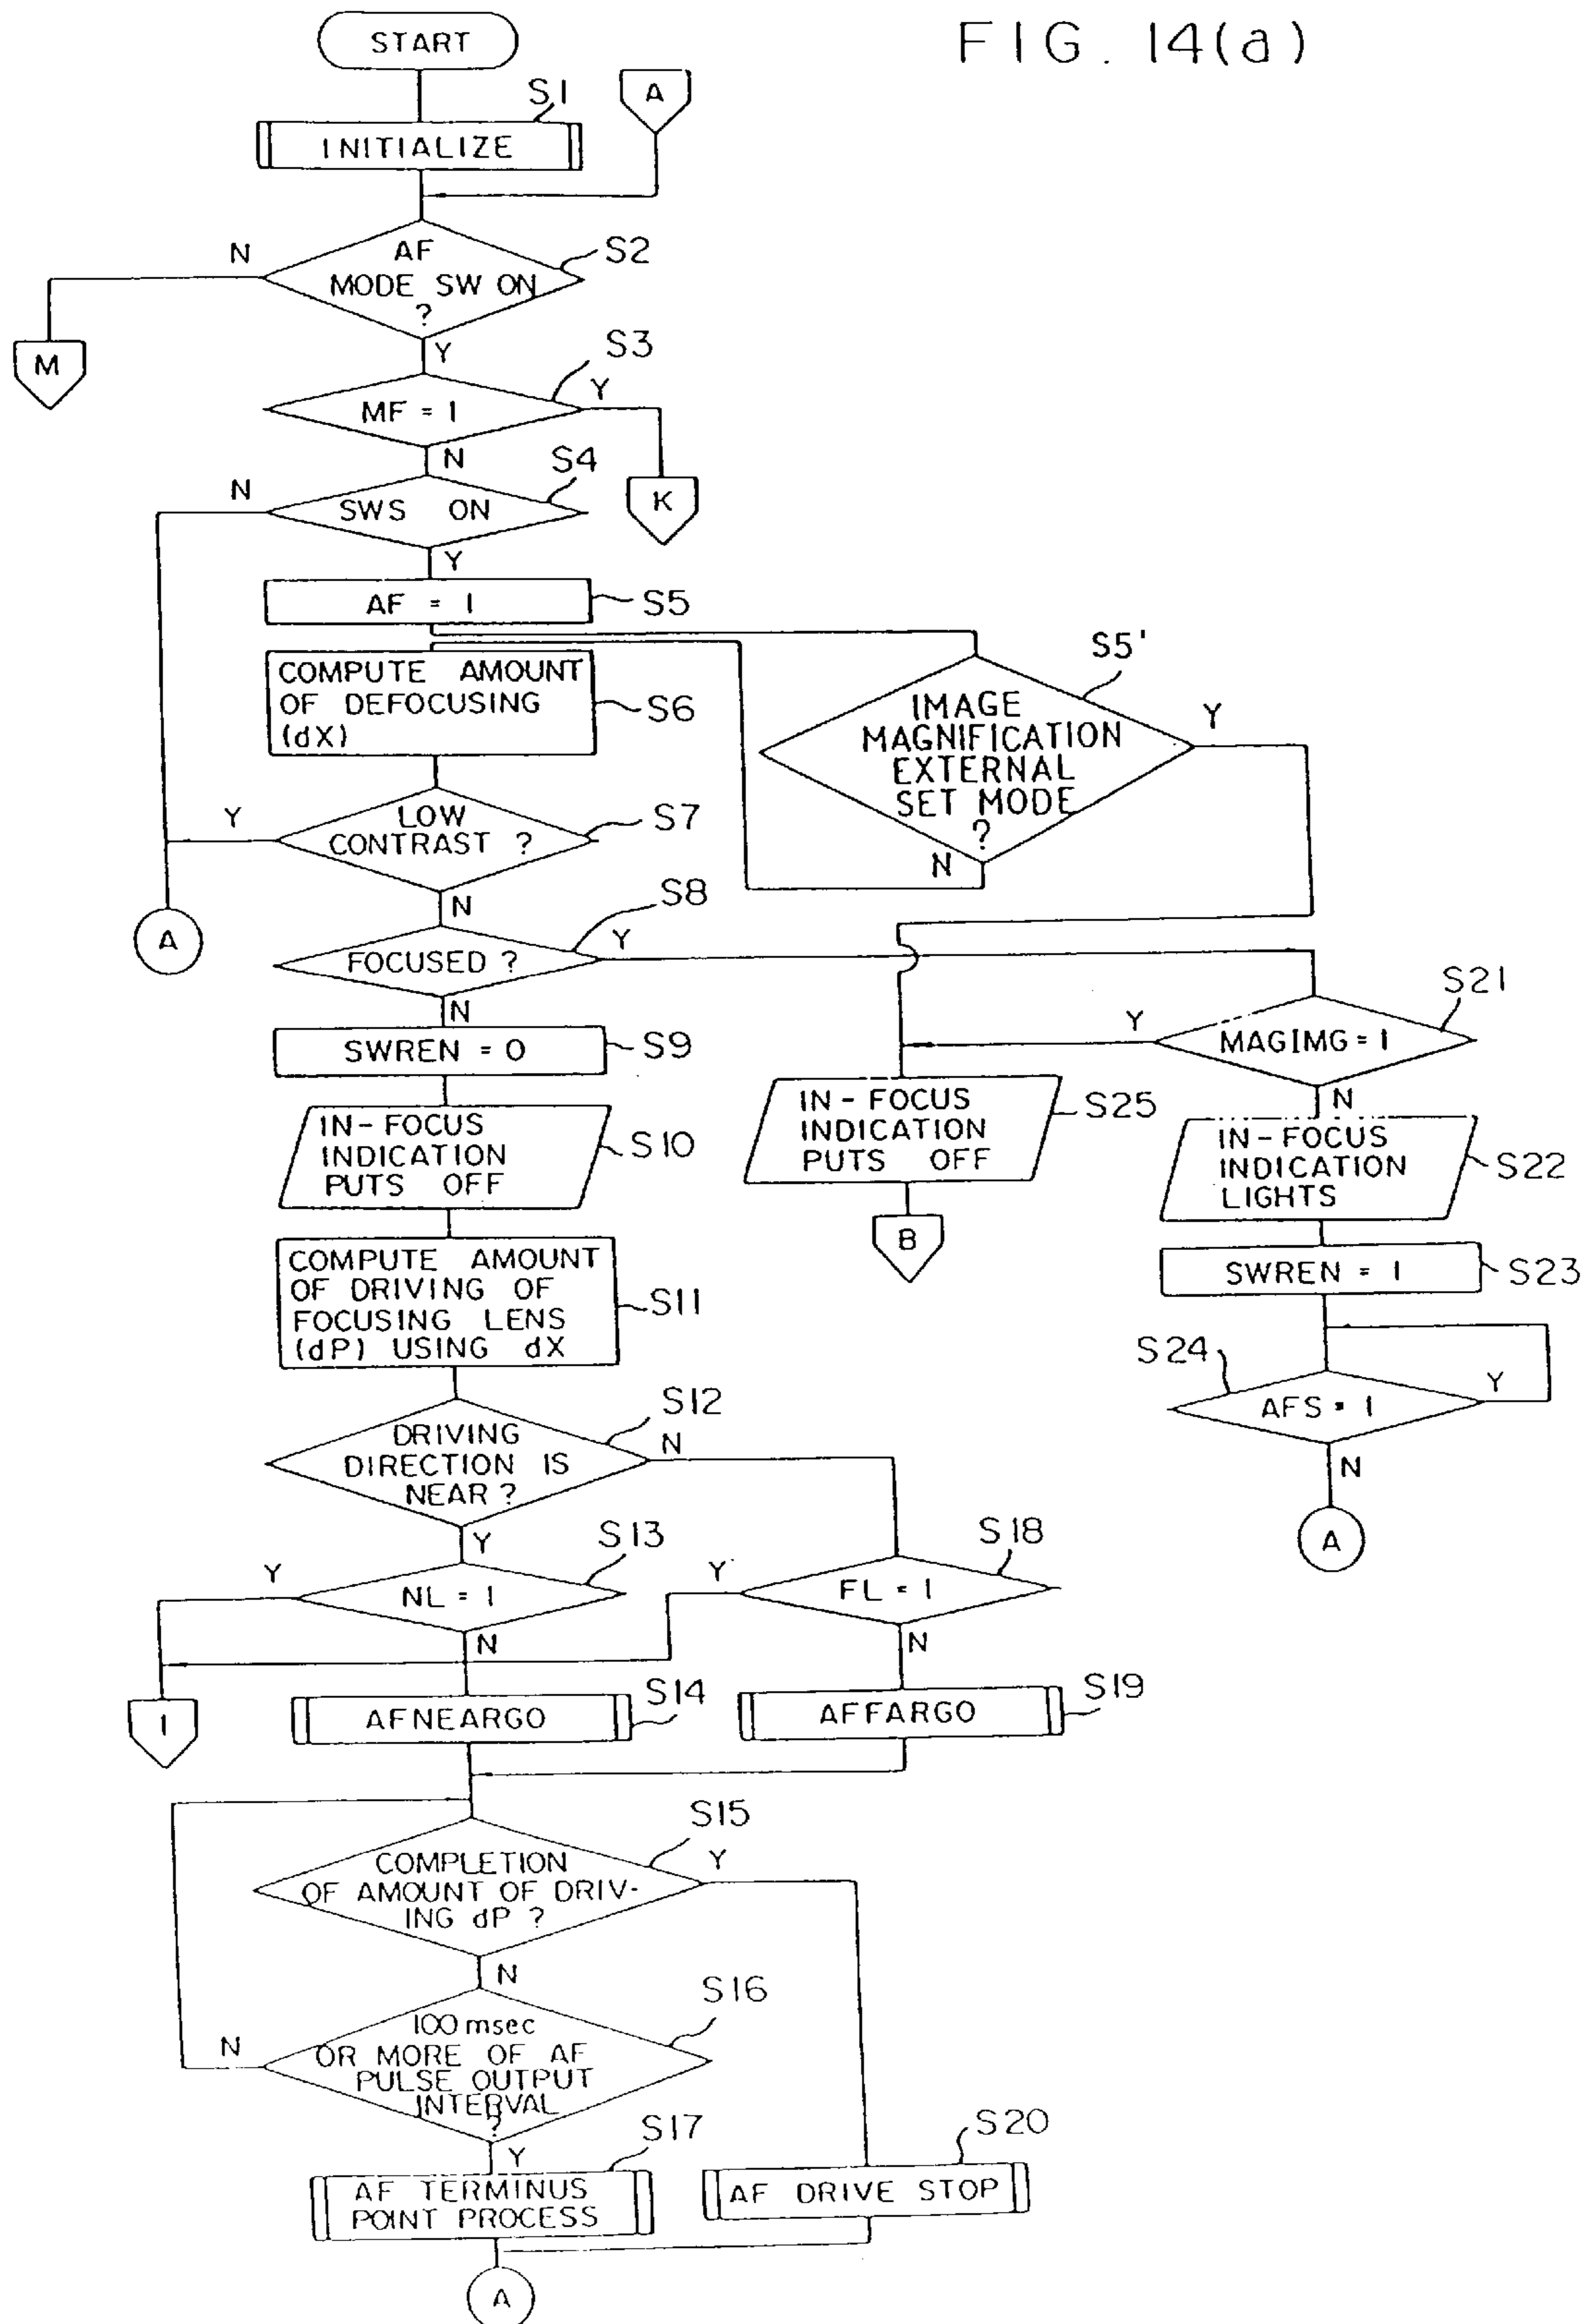 FIG. 14(a)
START
S1
A
INITIALIZE
N
AF
MODE SW ON
?
S2
M
Y
S3
MF = 1
Y
N
S4
K
N
SWS ON
Y
AF = 1
S5
S5'
COMPUTE AMOUNT
OF DEFOCUSING
(dX)
S6
IMAGE
MAGNIFICATION
EXTERNAL
SET MODE
?
Y
N
Y
LOW
CONTRAST ?
S7
N
S8
A
FOCUSED ?
Y
N
S21
Y
MAGIMG = 1
N
SWREN = 0
S9
IN-FOCUS
INDICATION
PUTS OFF
S10
IN-FOCUS
INDICATION
PUTS OFF
S25
IN-FOCUS
INDICATION
LIGHTS
S22
B
COMPUTE AMOUNT
OF DRIVING OF
FOCUSING LENS
(dP) USING dX
S11
SWREN = 1
S23
S24
AFS = 1
Y
N
A
S12
DRIVING
DIRECTION IS
NEAR ?
N
Y
S13
Y
NL = 1
N
S18
Y
FL = 1
N
1
AFNEARGO
S14
AFFARGO
S19
S15
COMPLETION
OF AMOUNT OF DRIV-
ING dP ?
Y
N
S16
N
100 msec
OR MORE OF AF
PULSE OUTPUT
INTERVAL
?
Y
S17
AF TERMINUS
POINT PROCESS
S20
AF DRIVE STOP
A